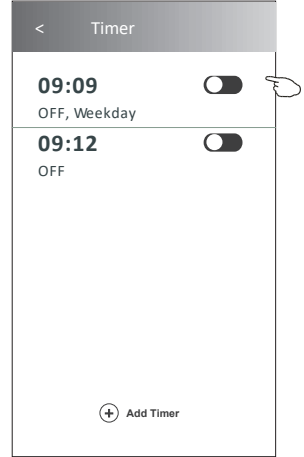 < Timer
09:09
OFF, Weekday
09:12
OFF
+ Add Timer